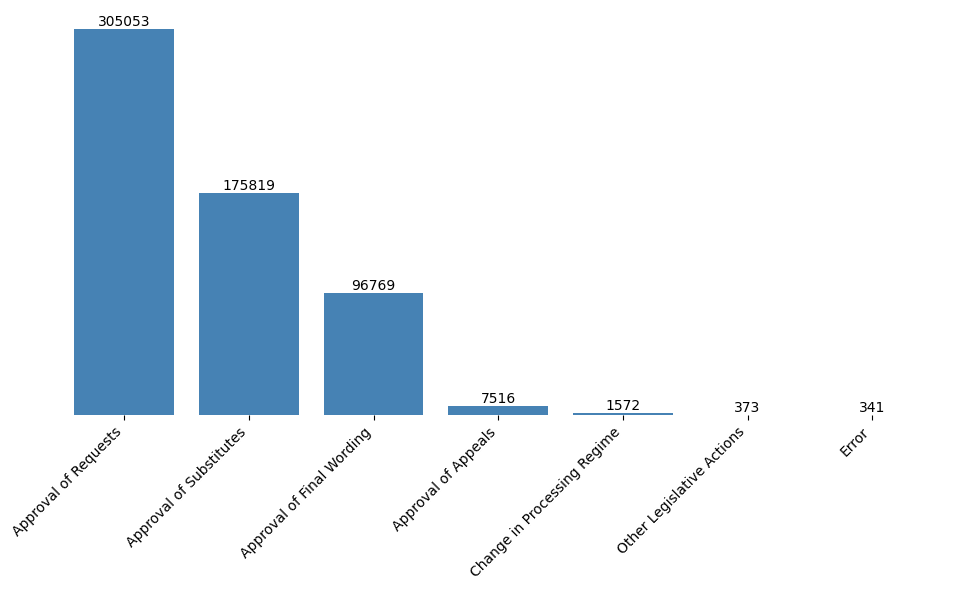 305053
175819
96769
7516
1572
373
341
Approval of Requests
Approval of Substitutes
Approval of Final Wording
Approval of Appeals
Change in Processing Regime
Other Legislative Actions
Error